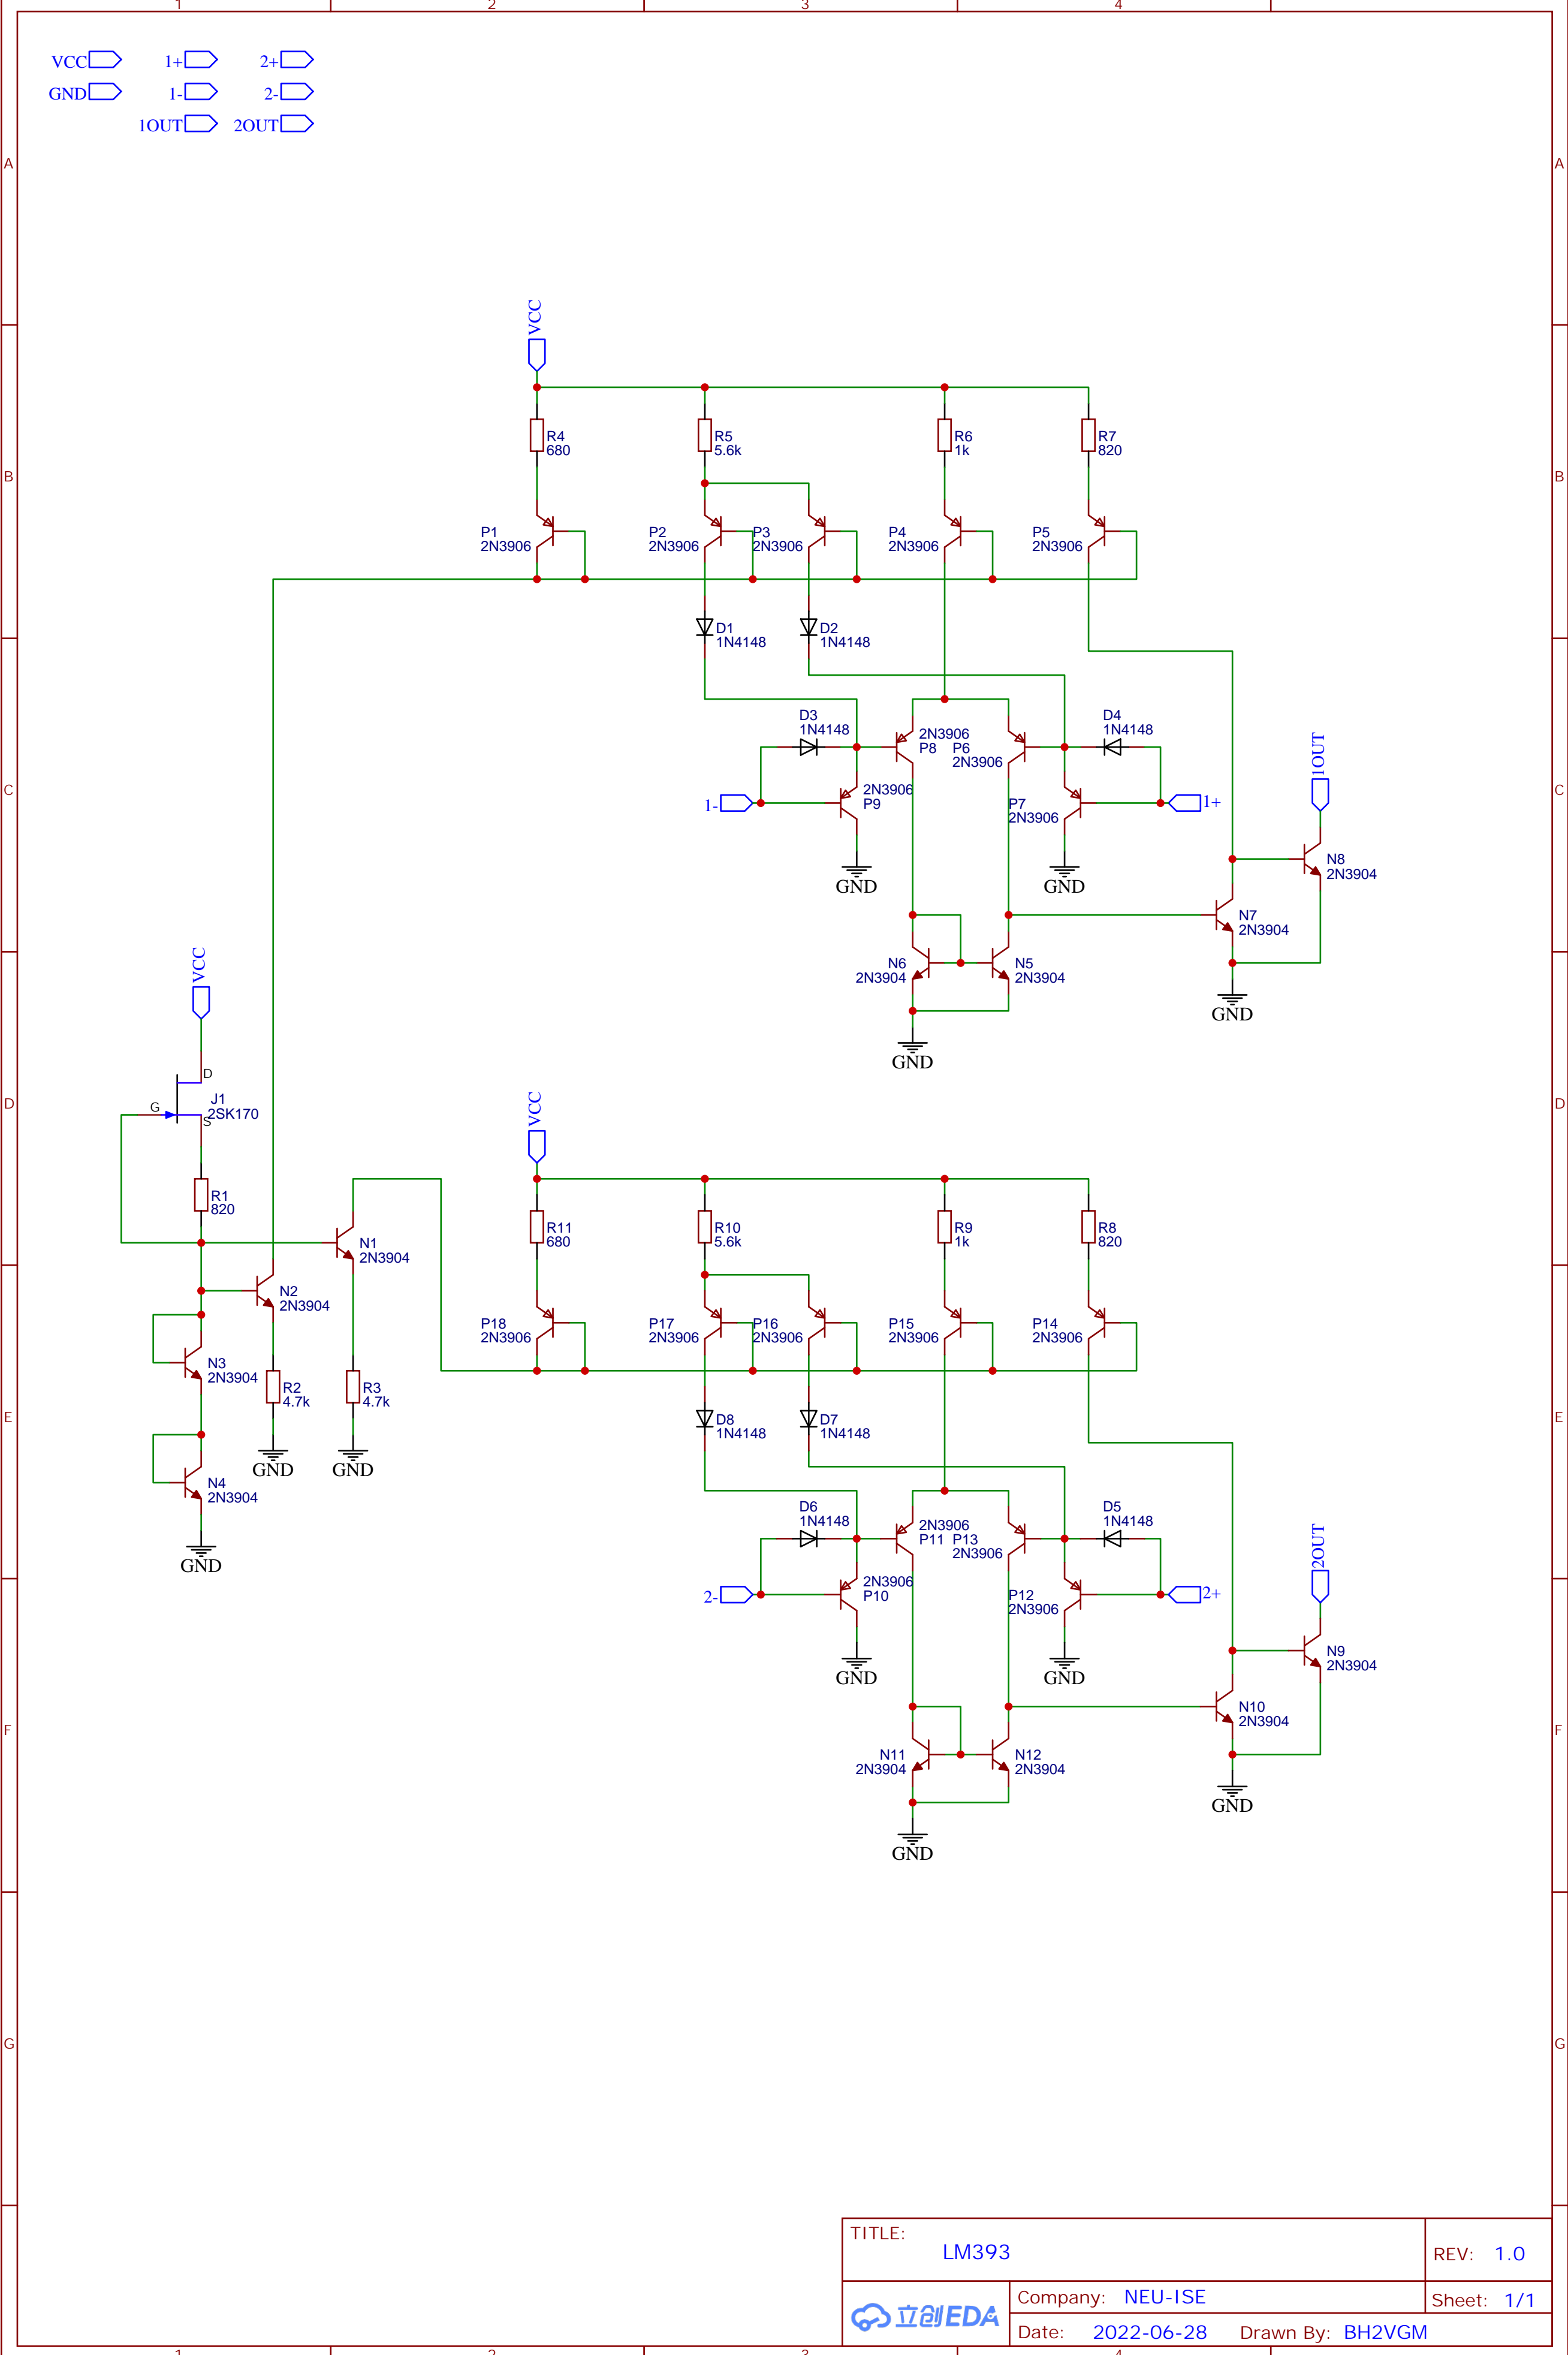 1 2 3 4
VCC 1+ 2+
GND 1- 2-
1OUT 2OUT
A A
VCC
R4 R5 R6 R7
680 5.6k 1k 820
B B
P1 P2 P3 P4 P5
2N3906 2N3906 2N3906 2N3906 2N3906
D1 D2
1N4148 1N4148
D3 D4
1N4148 1N4148
2N3906
P8 P6
2N3906
1OUT
C C
2N3906
P9
1- 1+
P7
2N3906
N8
2N3904
GND GND
N7
2N3904
VCC
N6 N5
2N3904 2N3904
GND
GND
D
J1
G 2SK170
S
D D
VCC
R1
820
R11 R10 R9 R8
680 5.6k 1k 820
N1
2N3904
N2
2N3904
P18 P17 P16 P15 P14
2N3906 2N3906 2N3906 2N3906 2N3906
N3
2N3904
R2 R3
4.7k 4.7k
E E
D8 D7
1N4148 1N4148
GND GND
N4
2N3904
D6 D5
1N4148 1N4148
2N3906
P11 P13
2N3906
2OUT
GND
2N3906
P10
2- 2+
P12
2N3906
N9
2N3904
GND GND
N10
2N3904
F F
N11 N12
2N3904 2N3904
GND
GND
G G
TITLE:
LM393
REV: 1.0
立创EDA
Company: NEU-ISE
Sheet: 1/1
Date: 2022-06-28 Drawn By: BH2VGM
1 2 3 4